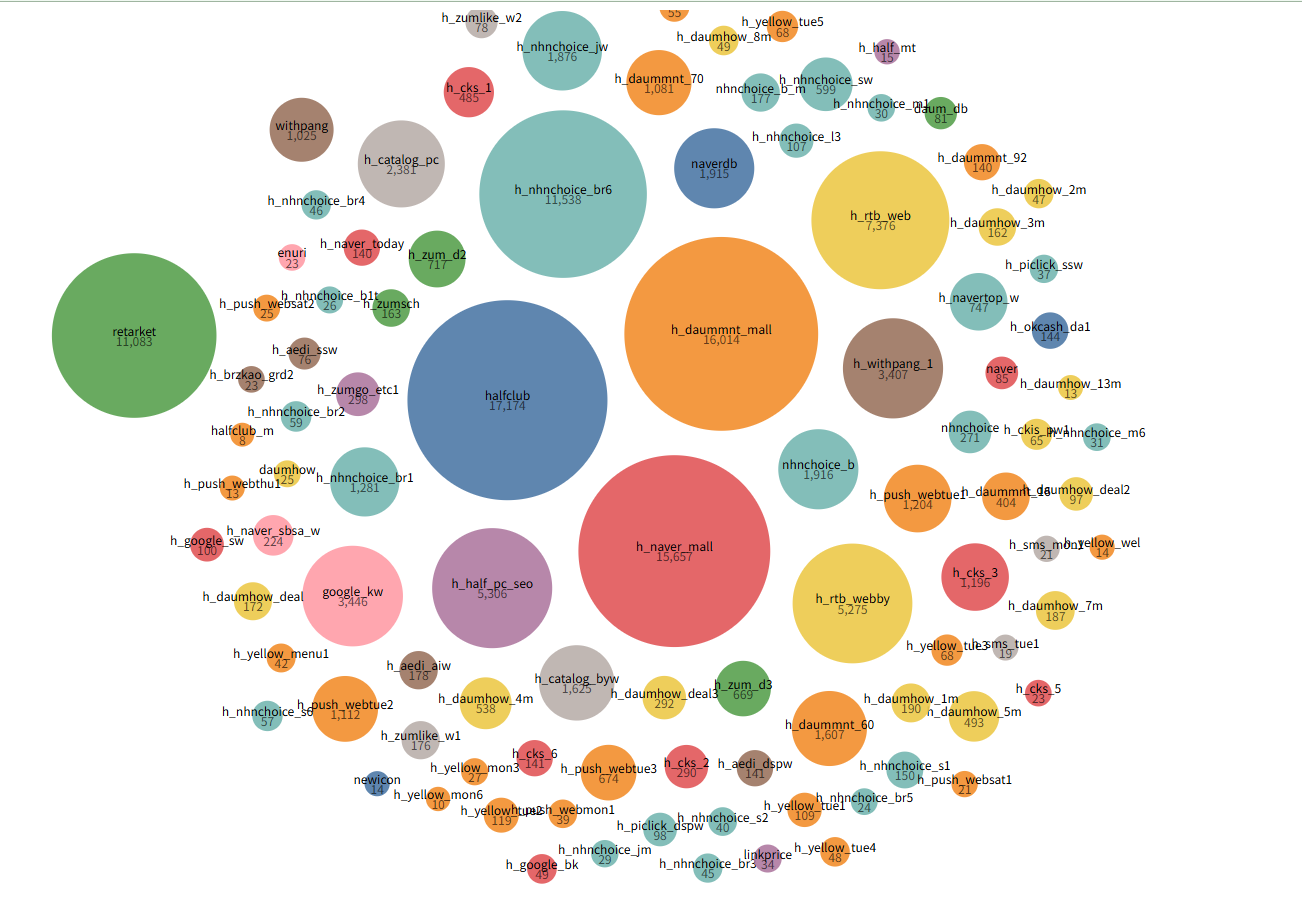 55
h_zumlike_w2
78
h_yellow_tue5
68
h_daumhow_8m
49
h_nhnchoice_jw
1,876
h_half_mt
15
h_daummnt_70
1,081
h_cks_1
485
nhnchoice_b_m
177
h_nhnchoice_sw
599
h_nhnchoice_m1
30
daum_db
81
withpang
1,025
h_nhnchoice_l3
107
h_catalog_pc
2,381
naverdb
1,915
h_daummnt_92
140
h_nhnchoice_br6
11,538
h_daumhow_2m
47
h_nhnchoice_br4
46
h_rtb_web
7,376
h_daumhow_3m
162
h_naver_today
140
enuri
23
h_zum_d2
717
h_piclick_ssw
37
h_nhnchoice_b1t
26
h_push_websat2
25
h_zumsch
163
h_navertop_w
747
retarket
11,083
h_daummnt_mall
16,014
h_okcash_da1
144
h_aedi_ssw
76
h_withpang_1
3,407
h_brzkao_grd2
23
naver
85
h_daumhow_13m
13
h_zumgo_etc1
298
halfclub
17,174
h_nhnchoice_br2
59
halfclub_m
8
nhnchoice
271
h_ckis_pw1
65
h_nhnchoice_m6
31
daumhow
25
h_push_webthu1
13
h_nhnchoice_br1
1,281
nhnchoice_b
1,916
h_push_webtue1
1,204
h_daummnt_16
404
h_daumhow_deal2
97
h_google_sw
100
h_naver_sbsa_w
224
h_naver_mall
15,657
h_sms_mon1
21
h_yellow_wel
14
h_cks_3
1,196
h_half_pc_seo
5,306
google_kw
3,446
h_daumhow_deal
172
h_rtb_webby
5,275
h_daumhow_7m
187
h_yellow_tue3
68
h_sms_tue1
19
h_yellow_menu1
42
h_aedi_aiw
178
h_catalog_byw
1,625
h_zum_d3
669
h_cks_5
23
h_daumhow_4m
538
h_daumhow_deal3
292
h_daumhow_1m
190
h_push_webtue2
1,112
h_nhnchoice_s6
57
h_daumhow_5m
493
h_daummnt_60
1,607
h_zumlike_w1
176
h_cks_6
141
h_cks_2
290
h_aedi_dspw
141
h_yellow_mon3
27
h_push_webtue3
674
h_nhnchoice_s1
150
newicon
14
h_push_websat1
21
h_yellow_mon6
10
h_nhnchoice_br5
24
h_yellow_tue2
119
h_push_webmon1
39
h_yellow_tue1
109
h_nhnchoice_s2
40
h_piclick_dspw
98
h_nhnchoice_jm
29
h_yellow_tue4
48
linkprice
34
h_google_bk
49
h_nhnchoice_br3
45